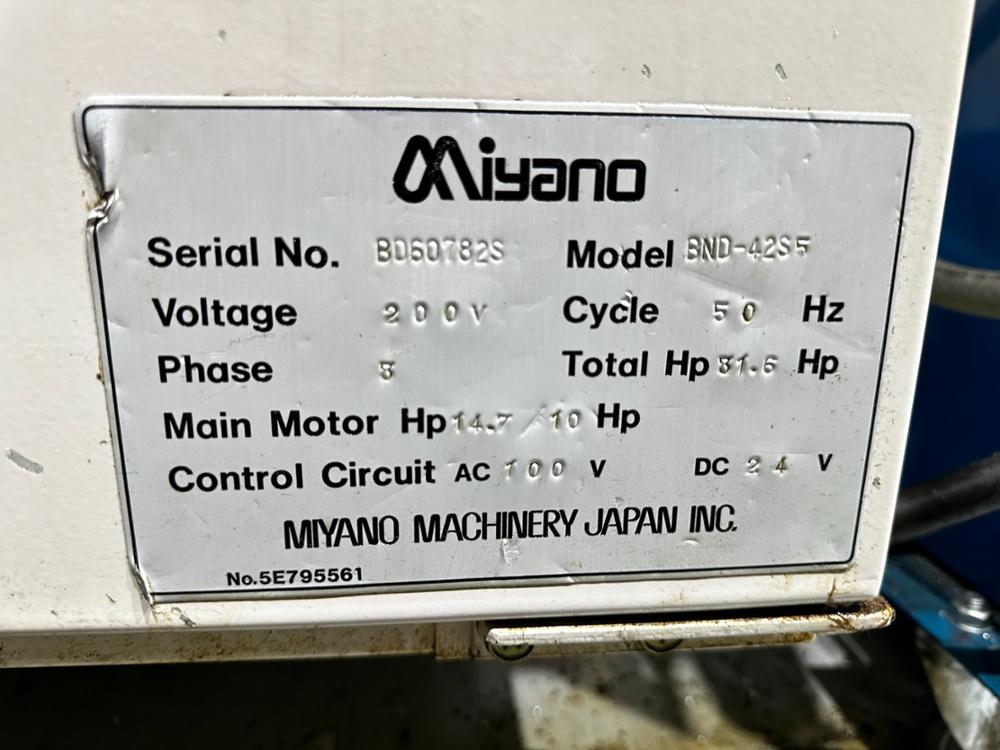 Miyano
Serial No. BD60782S Model BND-42S5
Voltage 200V Cycle 50 Hz
Phase 3 Total Hp 31.6 Hp
Main Motor Hp 14.7/10 Hp
Control Circuit AC 100 V DC 24 V
MIYANO MACHINERY JAPAN INC.
No.5E795561